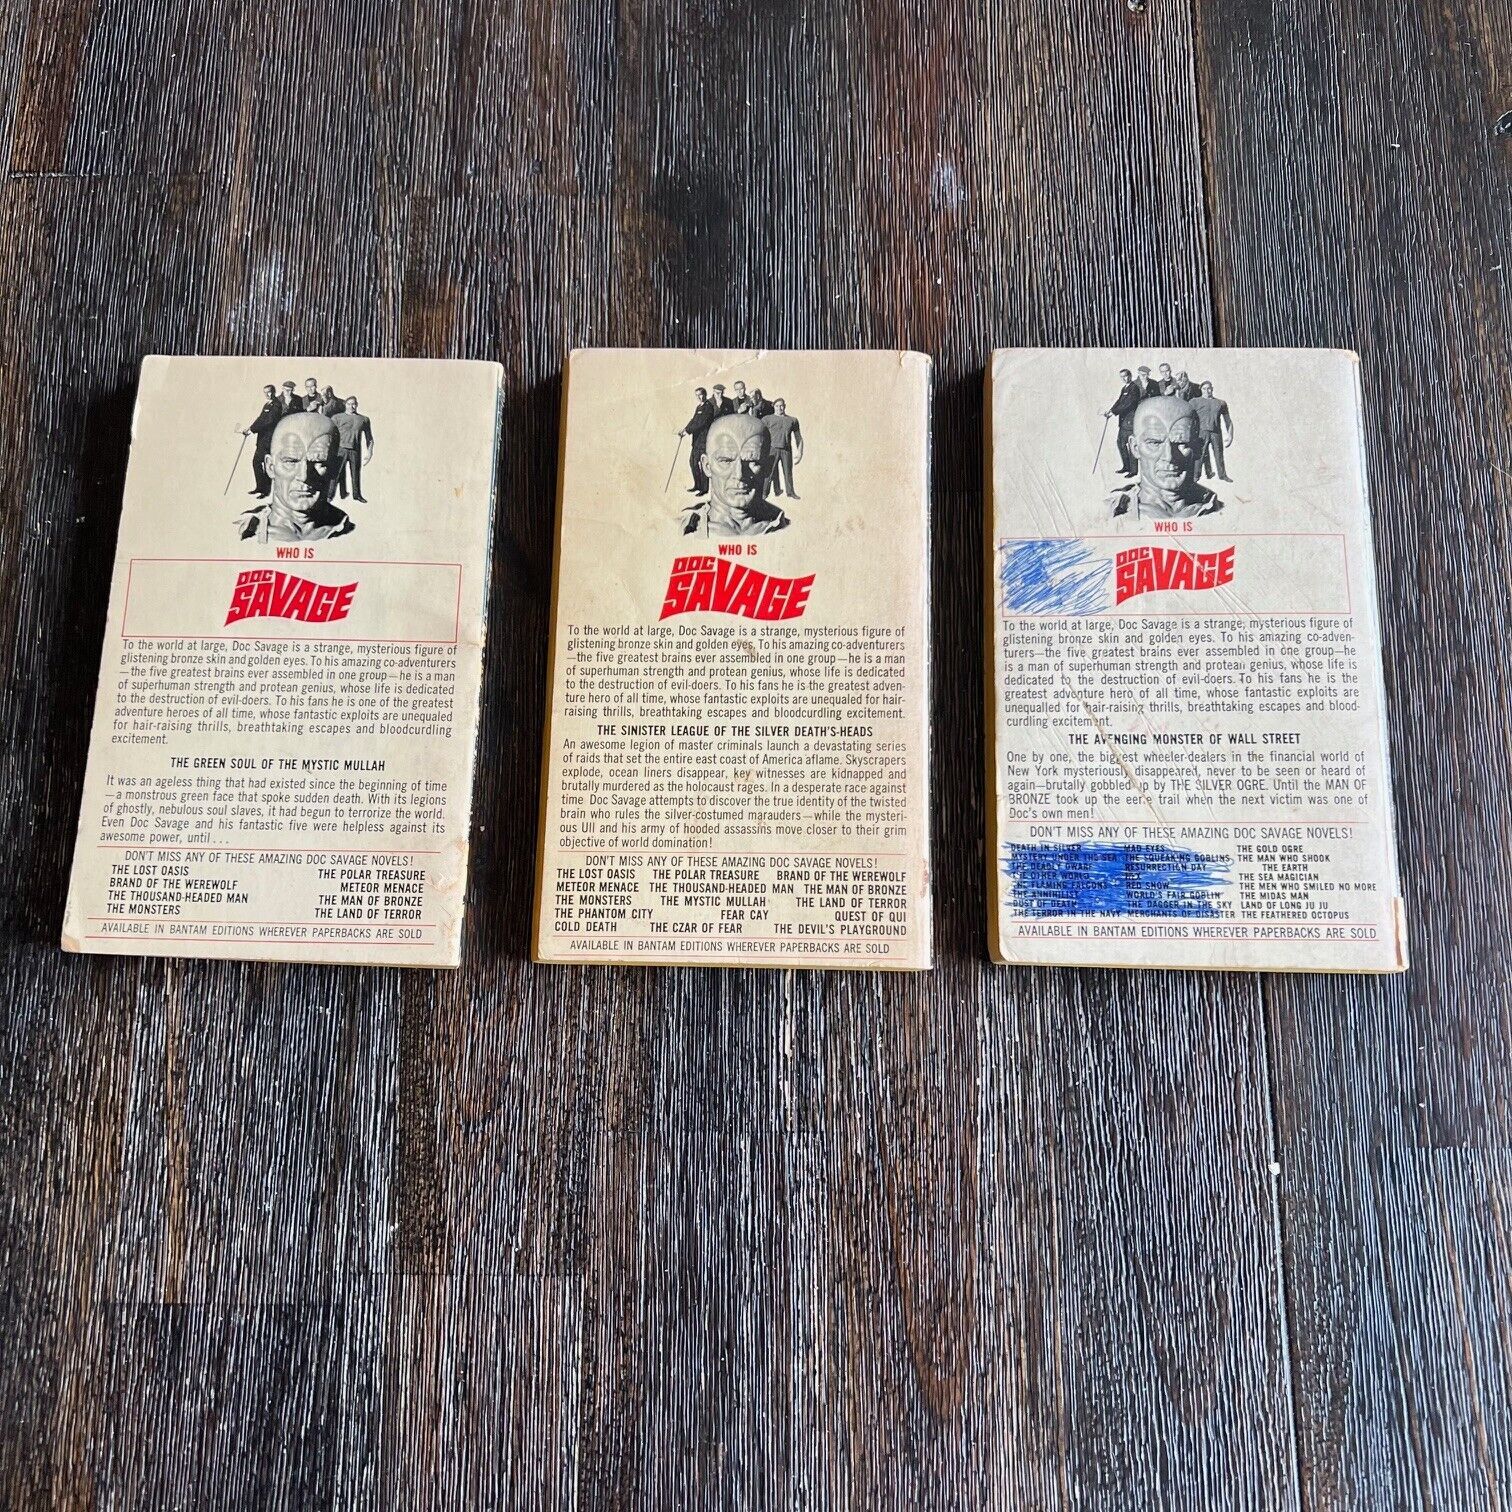 WHO IS
DOC
SAVAGE
To the world at large, Doc Savage is a strange, mysterious figure of
glistening bronze skin and golden eyes. To his amazing co-adventurers
—the five greatest brains ever assembled in one group—he is a man
of superhuman strength and protean genius, whose life is dedicated
to the destruction of evil-doers. To his fans he is one of the greatest
adventure heroes of all time, whose fantastic exploits are unequaled
for hair-raising thrills, breathtaking escapes and bloodcurdling
excitement.
THE GREEN SOUL OF THE MYSTIC MULLAH
It was an ageless thing that had existed since the beginning of time
—a monstrous green face that spoke sudden death. With its legions
of ghostly, nebulous soul slaves, it had begun to terrorize the world.
Even Doc Savage and his fantastic five were helpless against its
awesome power, until . . .
DON'T MISS ANY OF THESE AMAZING DOC SAVAGE NOVELS!
THE LOST OASIS THE POLAR TREASURE
BRAND OF THE WEREWOLF METEOR MENACE
THE THOUSAND-HEADED MAN THE MAN OF BRONZE
THE MONSTERS THE LAND OF TERROR
AVAILABLE IN BANTAM EDITIONS WHEREVER PAPERBACKS ARE SOLD
WHO IS
DOC
SAVAGE
To the world at large, Doc Savage is a strange, mysterious figure of
glistening bronze skin and golden eyes. To his amazing co-adventurers
—the five greatest brains ever assembled in one group—he is a man
of superhuman strength and protean genius, whose life is dedicated
to the destruction of evil-doers. To his fans he is the greatest adven-
ture hero of all time, whose fantastic exploits are unequaled for hair-
raising thrills, breathtaking escapes and bloodcurdling excitement.
THE SINISTER LEAGUE OF THE SILVER DEATH'S-HEADS
An awesome legion of master criminals launch a devastating series
of raids that set the entire east coast of America aflame. Skyscrapers
explode, ocean liners disappear, key witnesses are kidnapped and
brutally murdered as the holocaust rages. In a desperate race against
time Doc Savage attempts to discover the true identity of the twisted
brain who rules the silver-costumed marauders—while the mysteri-
ous Ull and his army of hooded assassins move closer to their grim
objective of world domination!
DON'T MISS ANY OF THESE AMAZING DOC SAVAGE NOVELS!
THE LOST OASIS THE POLAR TREASURE BRAND OF THE WEREWOLF
METEOR MENACE THE THOUSAND-HEADED MAN THE MAN OF BRONZE
THE MONSTERS THE MYSTIC MULLAH THE LAND OF TERROR
THE PHANTOM CITY FEAR CAY QUEST OF QUI
COLD DEATH THE CZAR OF FEAR THE DEVIL'S PLAYGROUND
AVAILABLE IN BANTAM EDITIONS WHEREVER PAPERBACKS ARE SOLD
WHO IS
DOC
SAVAGE
To the world at large, Doc Savage is a strange, mysterious figure of
glistening bronze skin and golden eyes. To his amazing co-adven-
turers—the five greatest brains ever assembled in one group—he
is a man of superhuman strength and protean genius, whose life is
dedicated to the destruction of evil-doers. To his fans he is the
greatest adventure hero of all time, whose fantastic exploits are
unequalled for hair-raising thrills, breathtaking escapes and blood-
curdling excitement.
THE AVENGING MONSTER OF WALL STREET
One by one, the biggest wheeler-dealers in the financial world of
New York mysteriously disappeared, never to be seen or heard of
again—brutally gobbled up by THE SILVER OGRE. Until the MAN OF
BRONZE took up the eerie trail when the next victim was one of
Doc's own men!
DON'T MISS ANY OF THESE AMAZING DOC SAVAGE NOVELS!
DEATH IN SILVER MAD EYES THE GOLD OGRE
MYSTERY UNDER THE SEA THE SQUEAKING GOBLINS THE MAN WHO SHOOK
THE DEADLY DWARF RESURRECTION DAY THE EARTH
THE OTHER WORLD HEX THE SEA MAGICIAN
THE FLAMING FALCONS RED SNOW THE MEN WHO SMILED NO MORE
THE ANNIHILIST WORLD'S FAIR GOBLIN THE MIDAS MAN
DUST OF DEATH THE DAGGER IN THE SKY LAND OF LONG JU JU
THE TERROR IN THE NAVY MERCHANTS OF DISASTER THE FEATHERED OCTOPUS
AVAILABLE IN BANTAM EDITIONS WHEREVER PAPERBACKS ARE SOLD